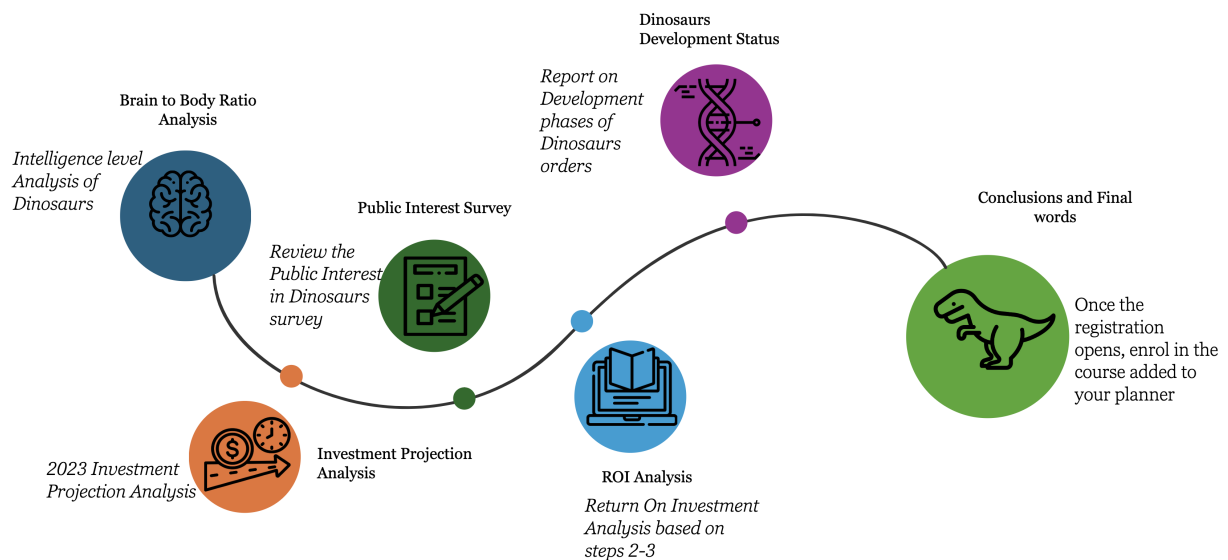 Brain to Body Ratio
Analysis
Intelligence level
Analysis of
Dinosaurs
2023 Investment
Projection Analysis
Investment Projection
Analysis
$
Public Interest Survey
Review the
Public Interest
in Dinosaurs
survey
ROI Analysis
Return On Investment
Analysis based on
steps 2-3
Dinosaurs
Development Status
Report on
Development
phases of
Dinosaurs
orders
Conclusions and Final
words
Once the
registration
opens, enrol in the
course added to
your planner